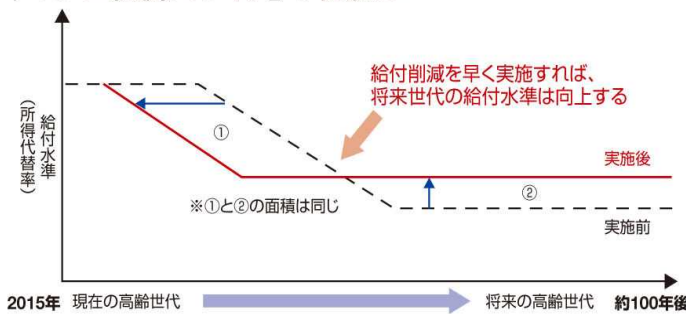 給付削減を早く実施すれば、
将来世代の給付水準は向上する
給付水準
(所得代替率)
①
実施後
②
※①と②の面積は同じ
実施前
2015年 現在の高齢世代 将来の高齢世代 約100年後